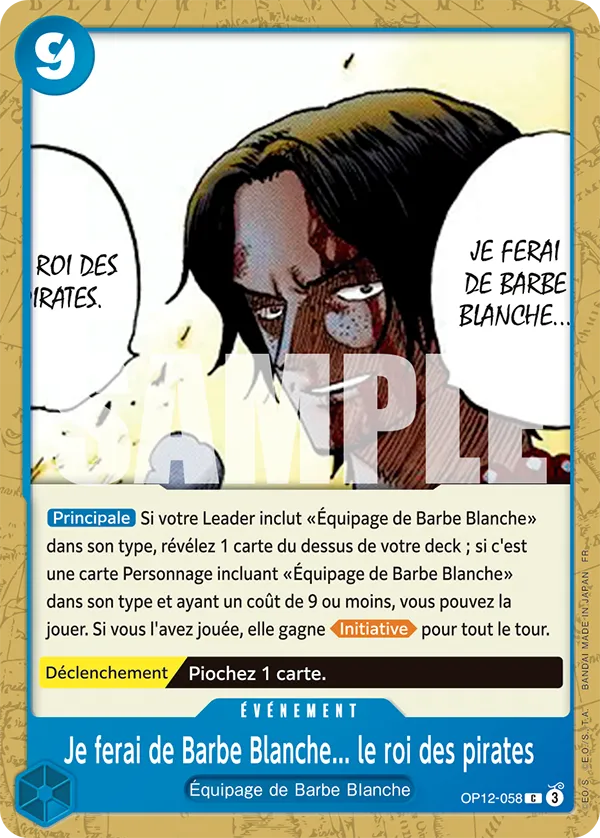 9
ROI DES
PIRATES.
JE FERAI
DE BARBE
BLANCHE...
SAMPLE
Principale Si votre Leader inclut «Équipage de Barbe Blanche»
dans son type, révélez 1 carte du dessus de votre deck ; si c'est
une carte Personnage incluant «Équipage de Barbe Blanche»
dans son type et ayant un coût de 9 ou moins, vous pouvez la
jouer. Si vous l'avez jouée, elle gagne Initiative pour tout le tour.
Déclenchement Piochez 1 carte.
ÉVÉNEMENT
Je ferai de Barbe Blanche... le roi des pirates
Équipage de Barbe Blanche
OP12-058 C 3
©E.O./S. ©E.O./S.,T.A. BANDAI MADE IN JAPAN FR